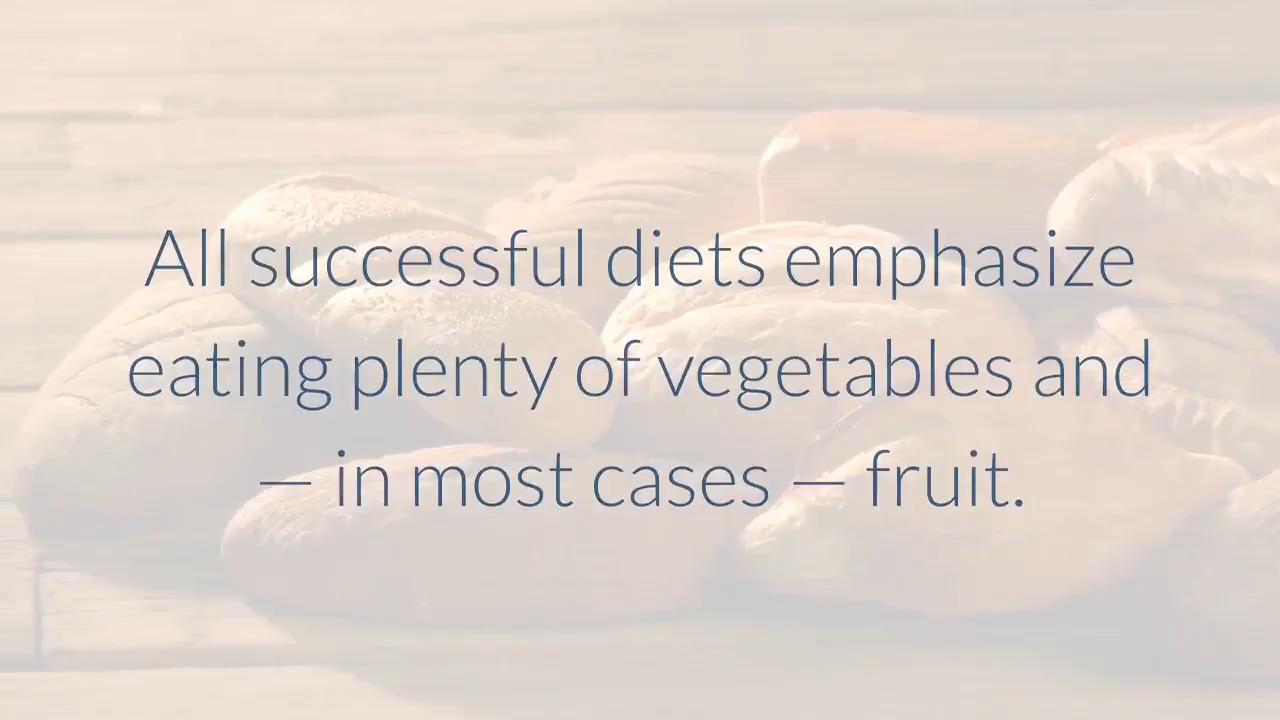 All successful diets emphasize
eating plenty of vegetables and
— in most cases — fruit.